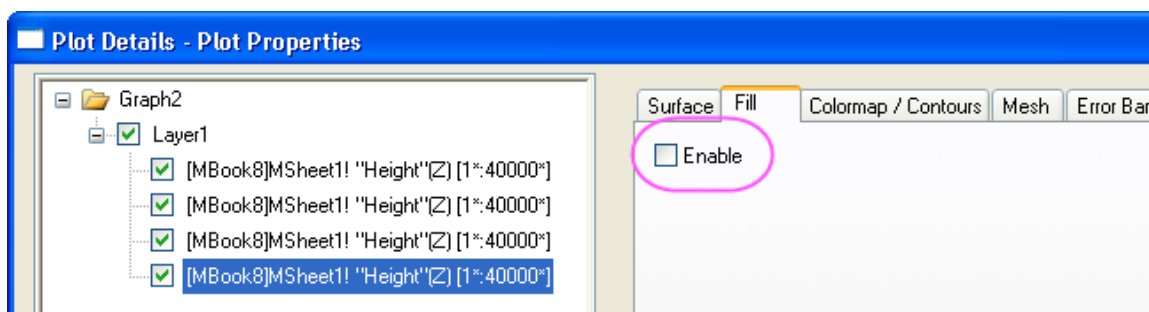 Plot Details - Plot Properties
Graph2
Layer1
[MBook8]MSheet1! "Height"(Z) [1*:40000*]
[MBook8]MSheet1! "Height"(Z) [1*:40000*]
[MBook8]MSheet1! "Height"(Z) [1*:40000*]
[MBook8]MSheet1! "Height"(Z) [1*:40000*]
Surface Fill Colormap / Contours Mesh Error Bar
Enable